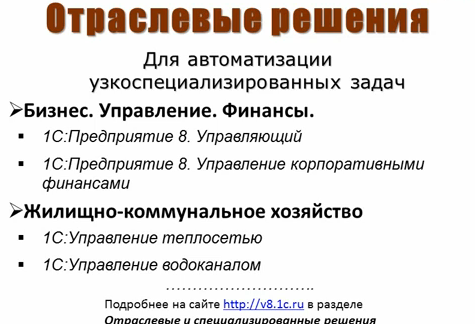 Отраслевые решения
Для автоматизации
узкоспециализированных задач
Бизнес. Управление. Финансы.
1С:Предприятие 8. Управляющий
1С:Предприятие 8. Управление корпоративными
финансами
Жилищно-коммунальное хозяйство
1С:Управление теплосетью
1С:Управление водоканалом
……………………….
Подробнее на сайте http://v8.1c.ru в разделе
Отраслевые и специализированные решения